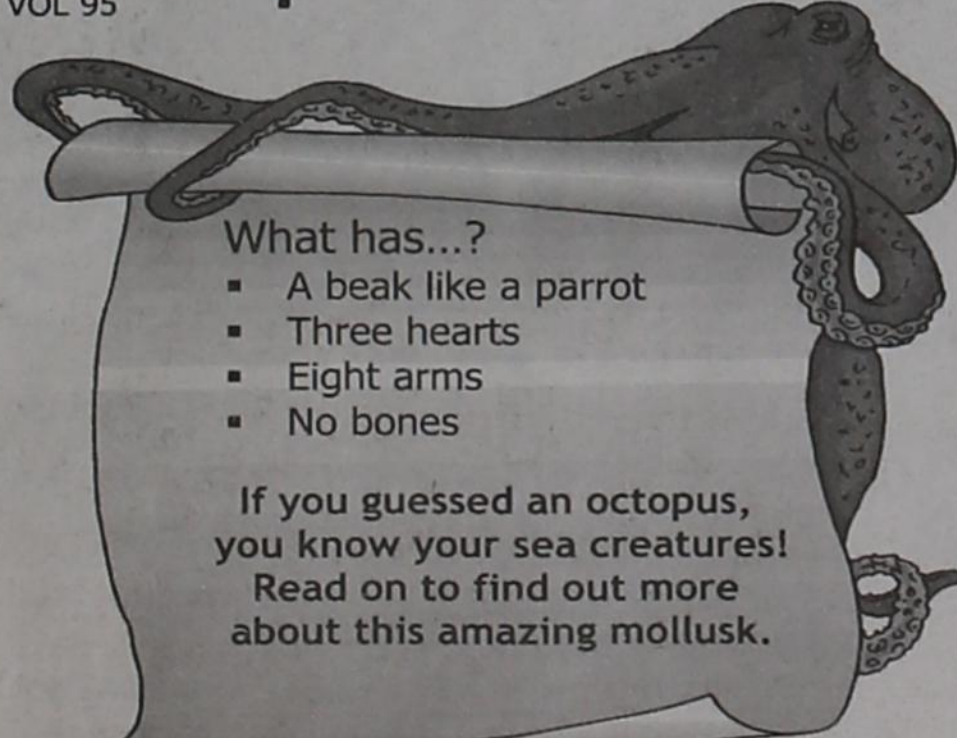 VOL 95
What has...?
▪ A beak like a parrot
▪ Three hearts
▪ Eight arms
▪ No bones
If you guessed an octopus,
you know your sea creatures!
Read on to find out more
about this amazing mollusk.